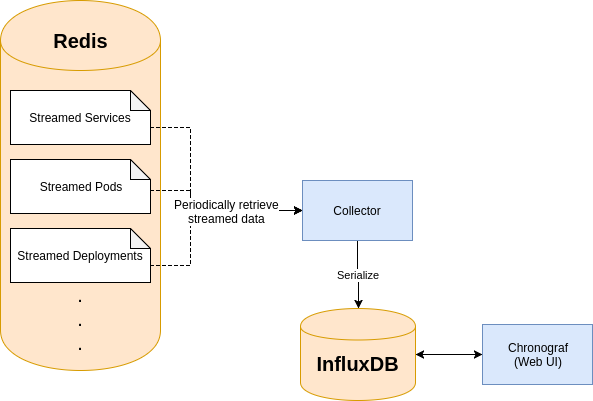 Redis
Streamed Services
Streamed Pods
Periodically retrieve
streamed data
Collector
Streamed Deployments
.
.
.
Serialize
InfluxDB
Chronograf
(Web UI)